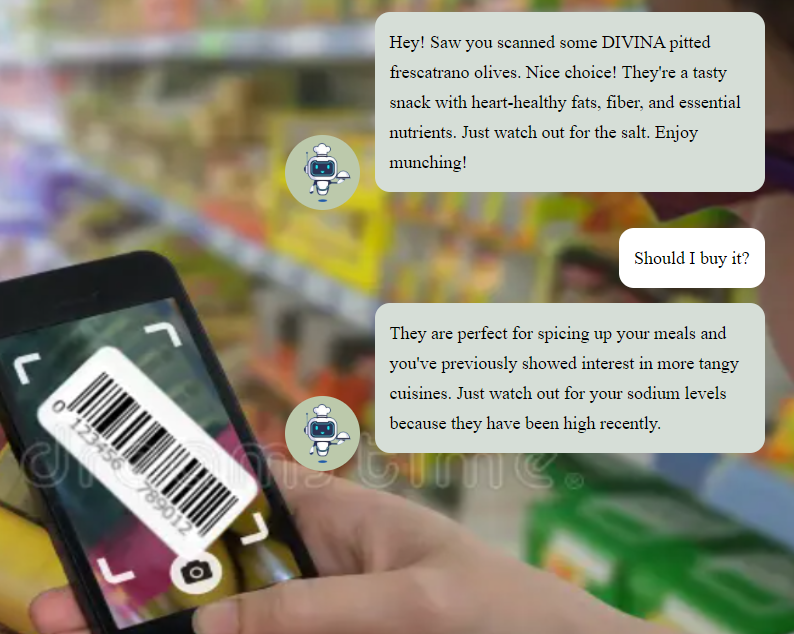 Hey! Saw you scanned some DIVINA pitted
frescatrano olives. Nice choice! They're a tasty
snack with heart-healthy fats, fiber, and essential
nutrients. Just watch out for the salt. Enjoy
munching!
Should I buy it?
They are perfect for spicing up your meals and
you've previously showed interest in more tangy
cuisines. Just watch out for your sodium levels
because they have been high recently.
0 123456 789012
dreamstime®